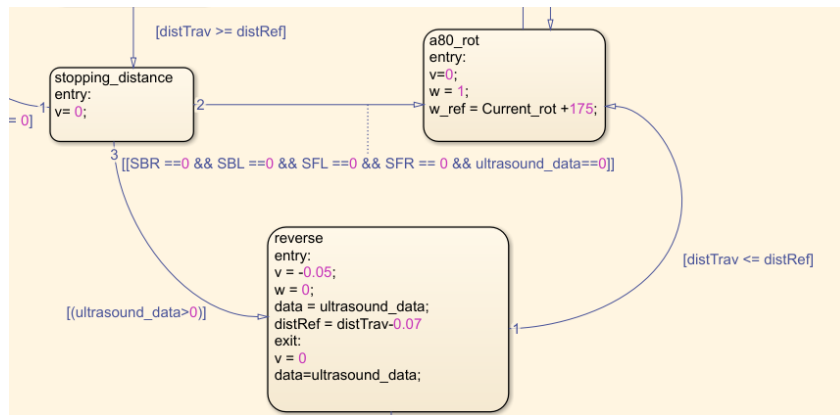 [distTrav >= distRef]
a80_rot
entry:
v=0;
w = 1;
w_ref = Current_rot +175;
stopping_distance
entry:
v= 0;
1
2
3
= 0]
[[SBR ==0 && SBL ==0 && SFL ==0 && SFR == 0 && ultrasound_data==0]]
reverse
entry:
v = -0.05;
w = 0;
data = ultrasound_data;
distRef = distTrav-0.07
exit:
v = 0
data=ultrasound_data;
1
[distTrav <= distRef]
[(ultrasound_data>0)]